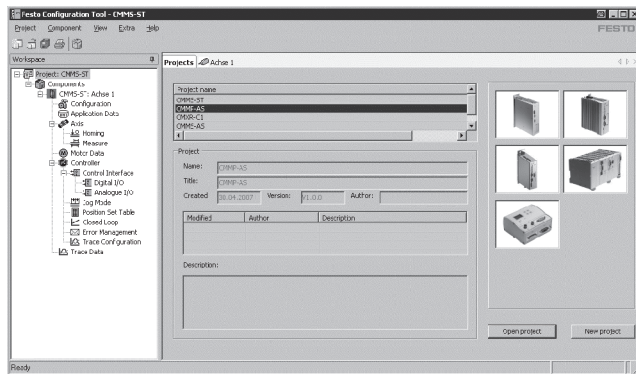 Festo Configuration Tool - CMMS-ST
Project Component View Extra Help
FESTO
Workspace
Projects Achse 1
Project: CMMS-ST
Components
CMMS-ST: Achse 1
Configuration
Application Data
Axis
Homing
Measure
Motor Data
Controller
Control Interface
Digital I/O
Analogue I/O
Jog Mode
Position Set Table
Closed Loop
Error Management
Trace Configuration
Trace Data
Project name
CMMS-ST
CMMP-AS
CMXR-C1
CMMS-AS
Project
Name: CMMP-AS
Title: CMMP-AS
Created Version: V1.0.0 Author:
Modified Author Description
Description:
Open project New project
Ready